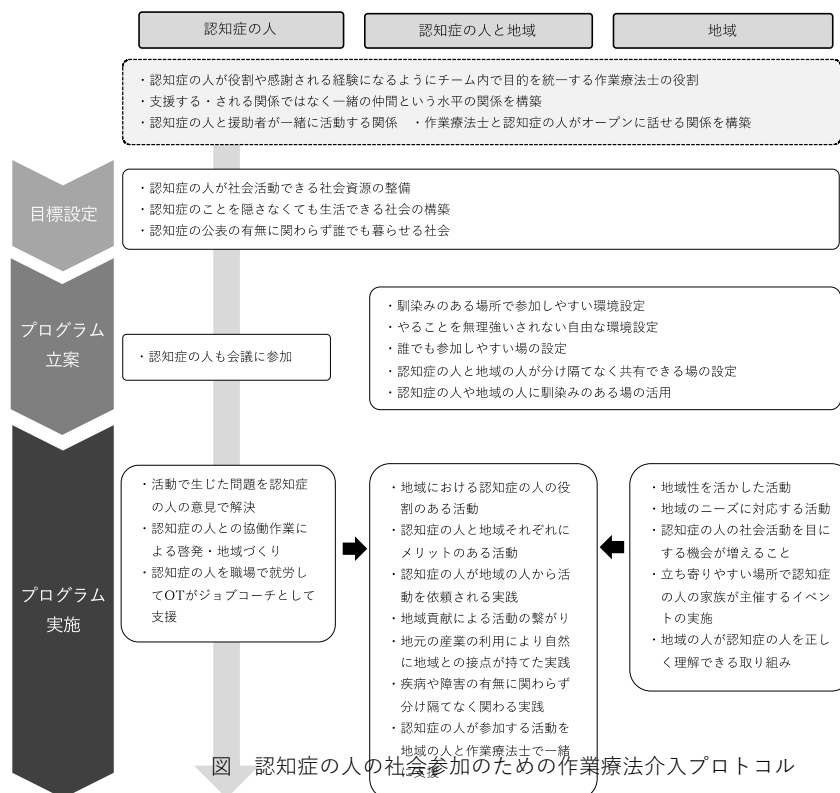 認知症の人
認知症の人と地域
地域
・認知症の人が役割や感謝される経験になるようにチーム内で目的を統一する作業療法士の役割
・支援する・される関係ではなく一緒の仲間という水平の関係を構築
・認知症の人と援助者が一緒に活動する関係　・作業療法士と認知症の人がオープンに話せる関係を構築
目標設定
・認知症の人が社会活動できる社会資源の整備
・認知症のことを隠さなくても生活できる社会の構築
・認知症の公表の有無に関わらず誰でも暮らせる社会
プログラム
立案
・認知症の人も会議に参加
・馴染みのある場所で参加しやすい環境設定
・やることを無理強いされない自由な環境設定
・誰でも参加しやすい場の設定
・認知症の人と地域の人が分け隔てなく共有できる場の設定
・認知症の人や地域の人に馴染みのある場の活用
プログラム
実施
・活動で生じた問題を認知症
の人の意見で解決
・認知症の人との協働作業に
よる啓発・地域づくり
・認知症の人を職場で就労し
てOTがジョブコーチとして
支援
・地域における認知症の人の役
割のある活動
・認知症の人と地域それぞれに
メリットのある活動
・認知症の人が地域の人から活
動を依頼される実践
・地域貢献による活動の繋がり
・地元の産業の利用により自然
に地域との接点が持てた実践
・疾病や障害の有無に関わらず
分け隔てなく関わる実践
・認知症の人が参加する活動を
地域の人と作業療法士で一緒
に支援
・地域性を活かした活動
・地域のニーズに対応する活動
・認知症の人の社会活動を目に
する機会が増えること
・立ち寄りやすい場所で認知症
の人の家族が主催するイベン
トの実施
・地域の人が認知症の人を正し
く理解できる取り組み
図　認知症の人の社会参加のための作業療法介入プロトコル